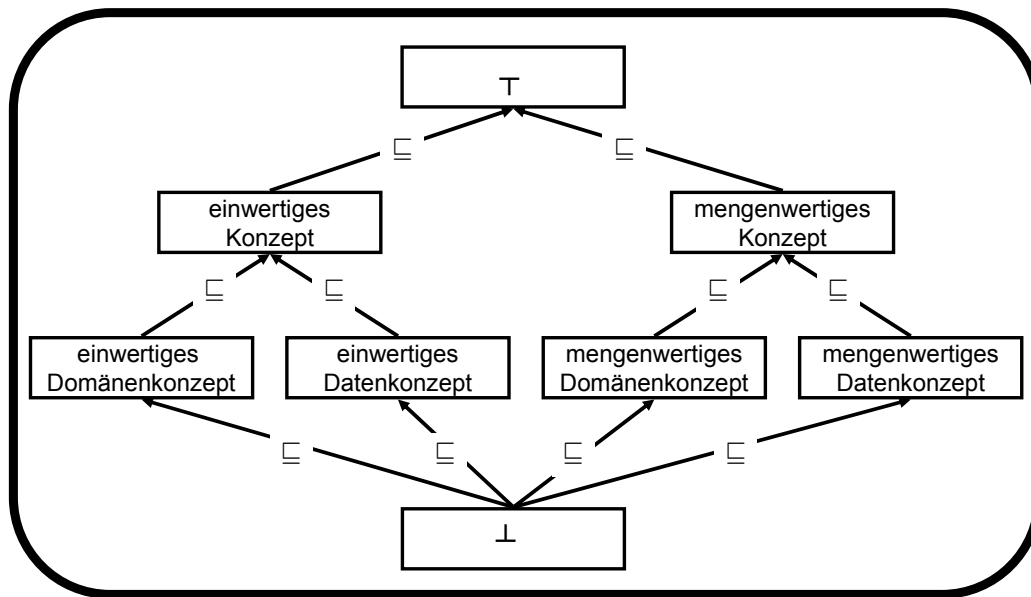 ⊤
⊑ ⊑
einwertiges
Konzept
mengenwertiges
Konzept
⊑ ⊑ ⊑ ⊑
einwertiges
Domänenkonzept
einwertiges
Datenkonzept
mengenwertiges
Domänenkonzept
mengenwertiges
Datenkonzept
⊑ ⊑ ⊑ ⊑
⊥